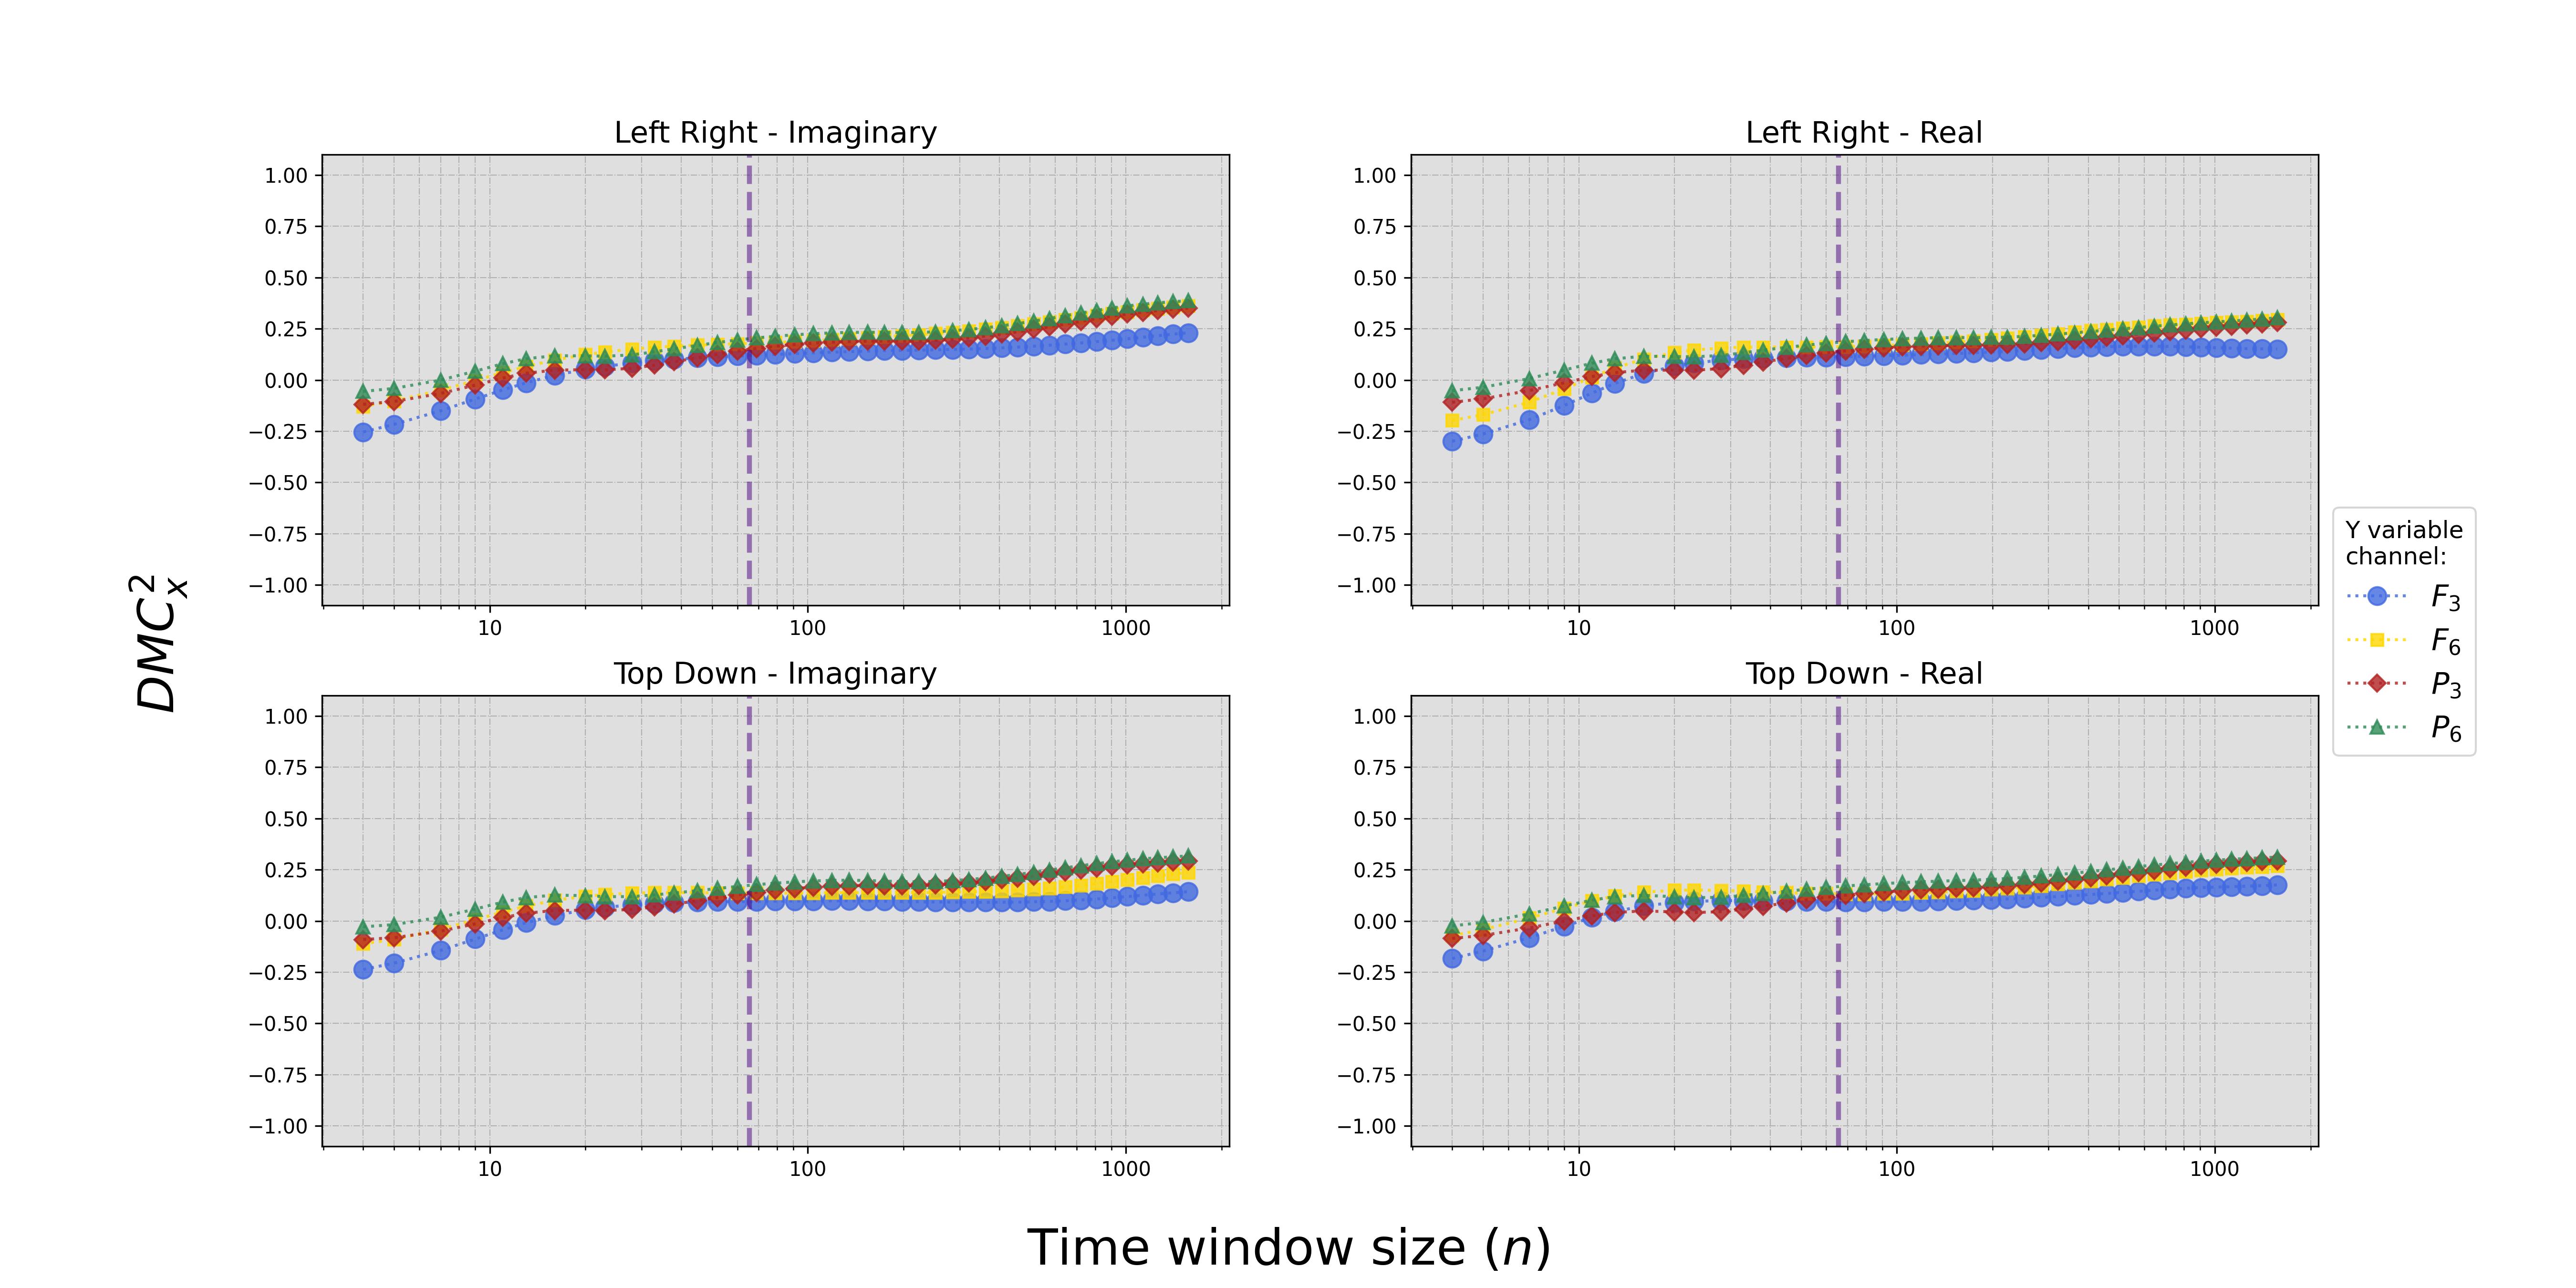 Left Right - Imaginary
1.00
0.75
0.50
0.25
0.00
−0.25
−0.50
−0.75
−1.00
10 100 1000
Left Right - Real
1.00
0.75
0.50
0.25
0.00
−0.25
−0.50
−0.75
−1.00
10 100 1000
Top Down - Imaginary
1.00
0.75
0.50
0.25
0.00
−0.25
−0.50
−0.75
−1.00
10 100 1000
Top Down - Real
1.00
0.75
0.50
0.25
0.00
−0.25
−0.50
−0.75
−1.00
10 100 1000
Y variable
channel:
F₃
F₆
P₃
P₆
DMC²ₓ
Time window size (n)